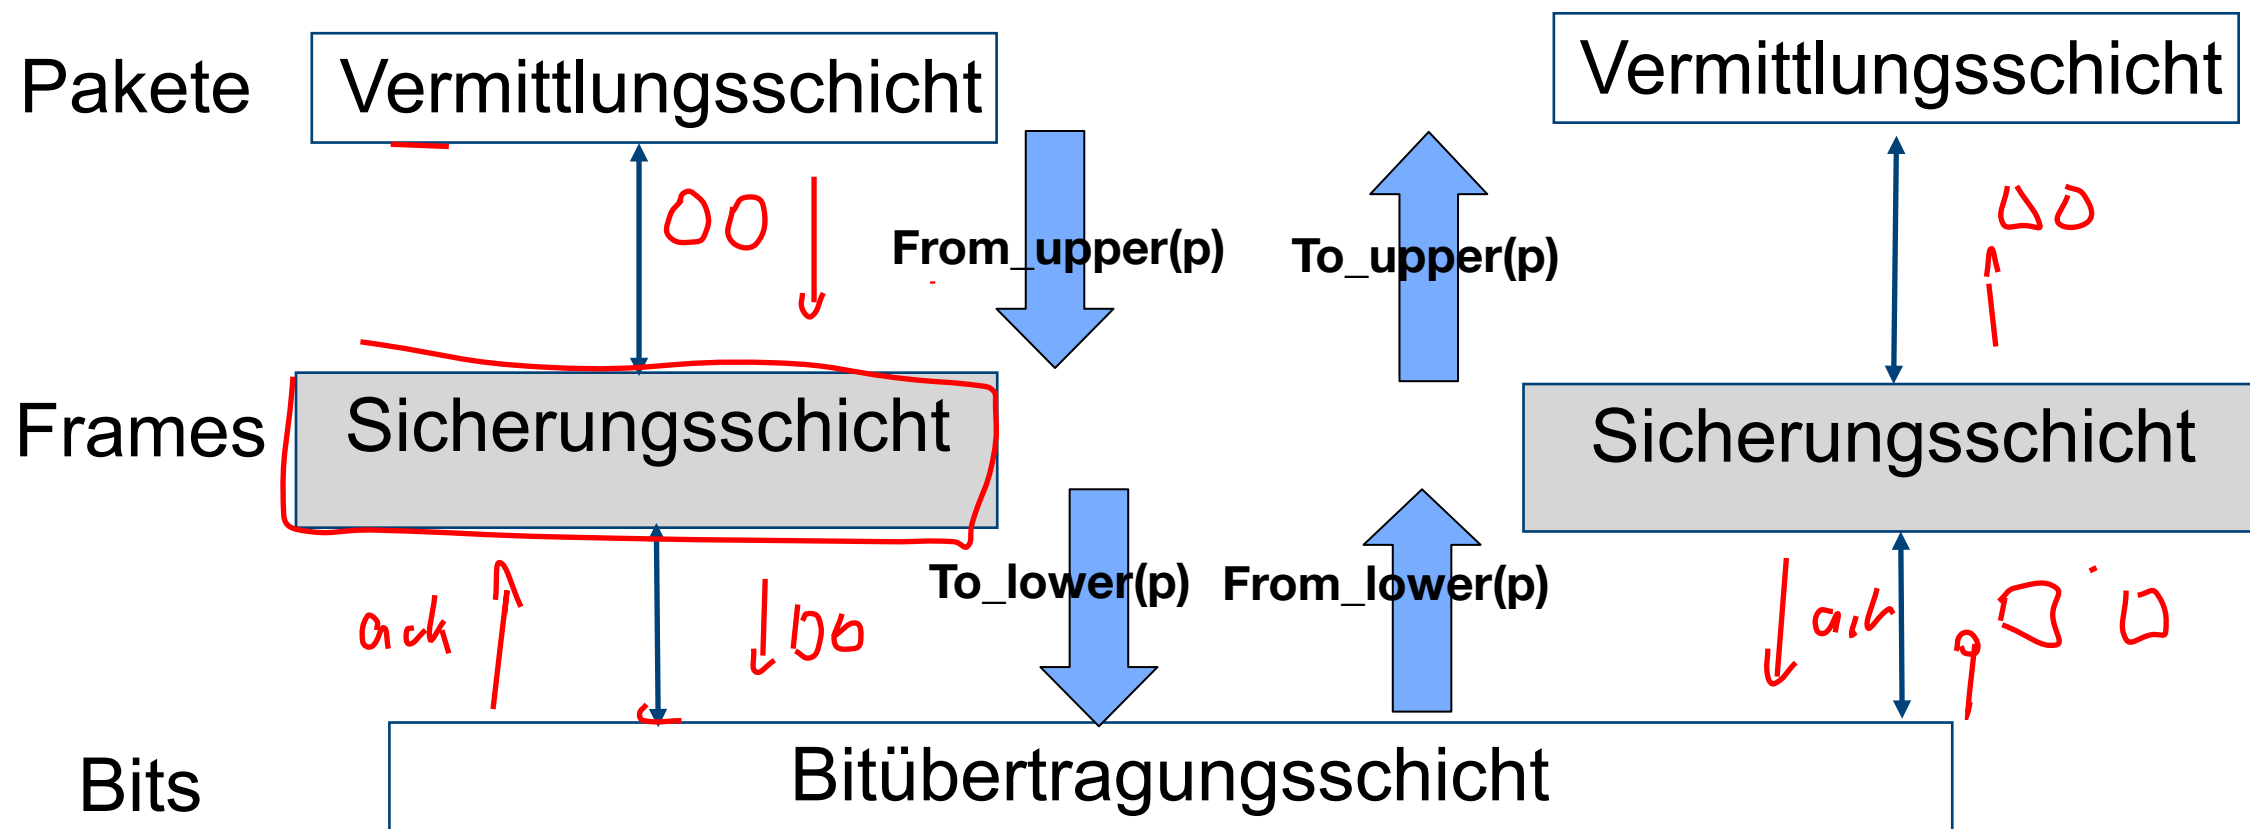 Pakete
Vermittlungsschicht
Vermittlungsschicht
From_upper(p)
To_upper(p)
Frames
Sicherungsschicht
Sicherungsschicht
ack
To_lower(p)
From_lower(p)
ack
Bits
Bitübertragungsschicht